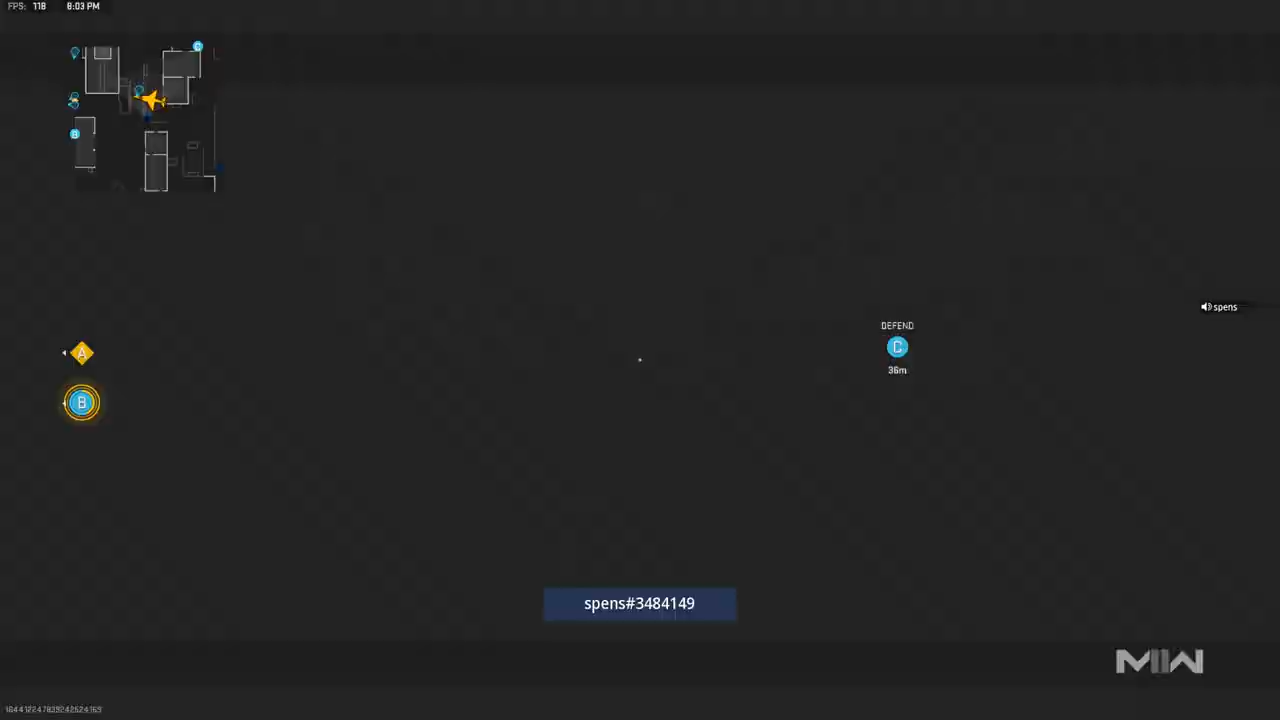 FPS: 118 8:03 PM
C
B
DEFEND
C
36m
spens
A
B
spens#3484149
MW